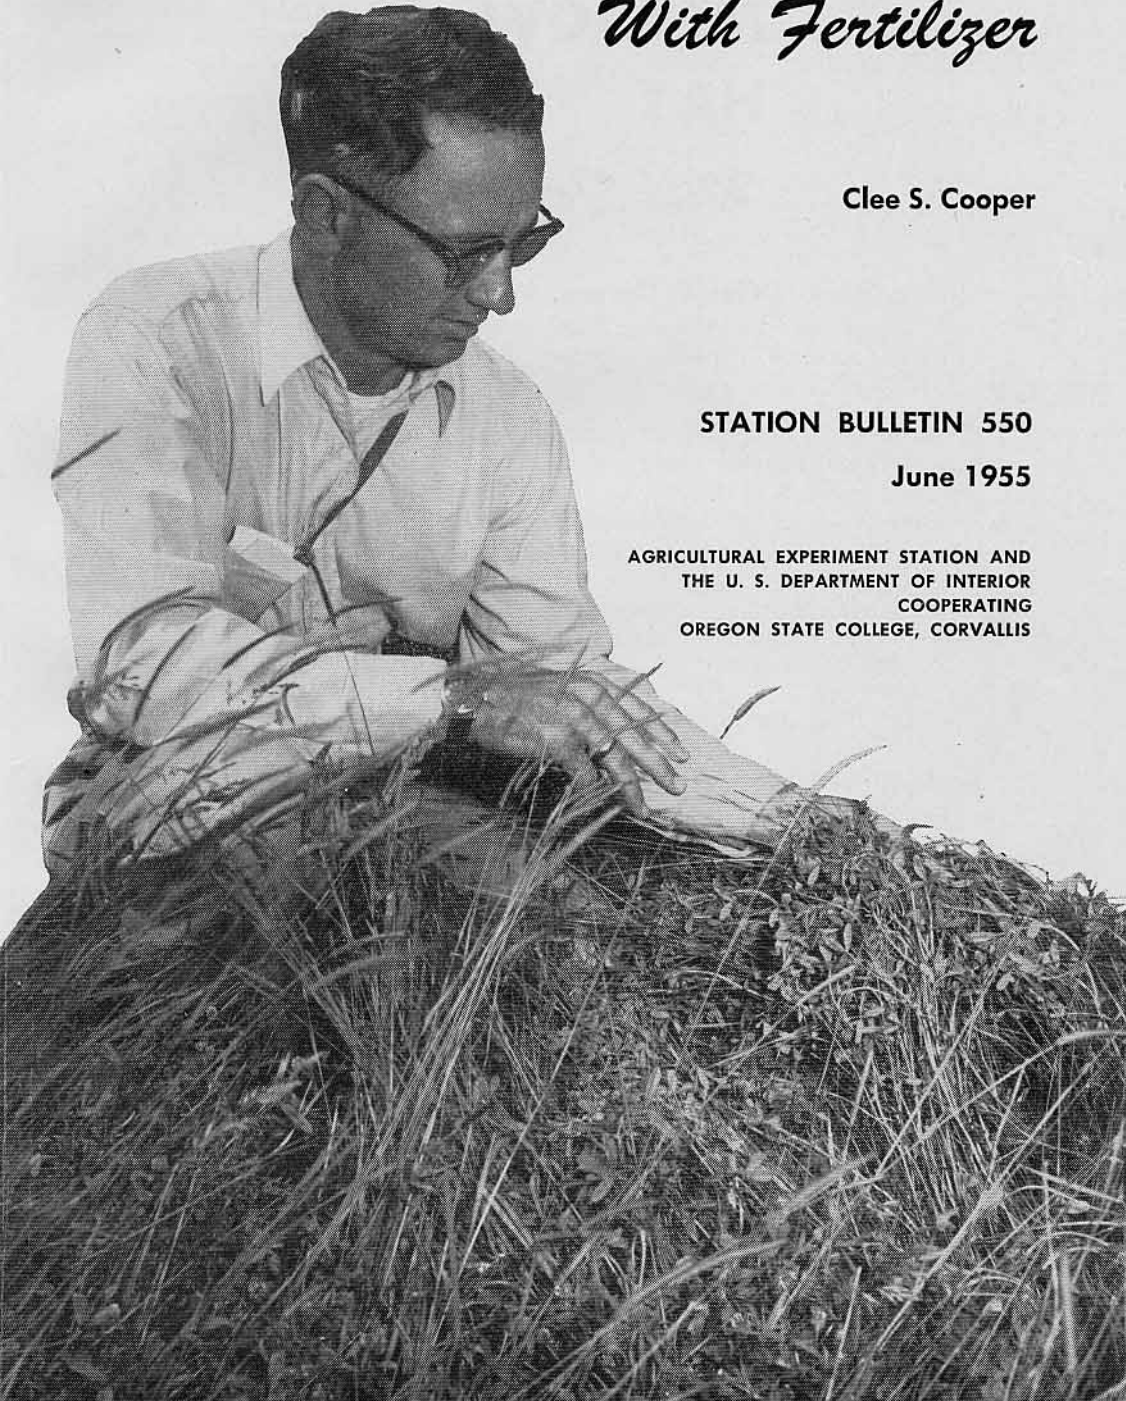 With Fertilizer
Clee S. Cooper
STATION BULLETIN 550
June 1955
AGRICULTURAL EXPERIMENT STATION AND
THE U. S. DEPARTMENT OF INTERIOR
COOPERATING
OREGON STATE COLLEGE, CORVALLIS